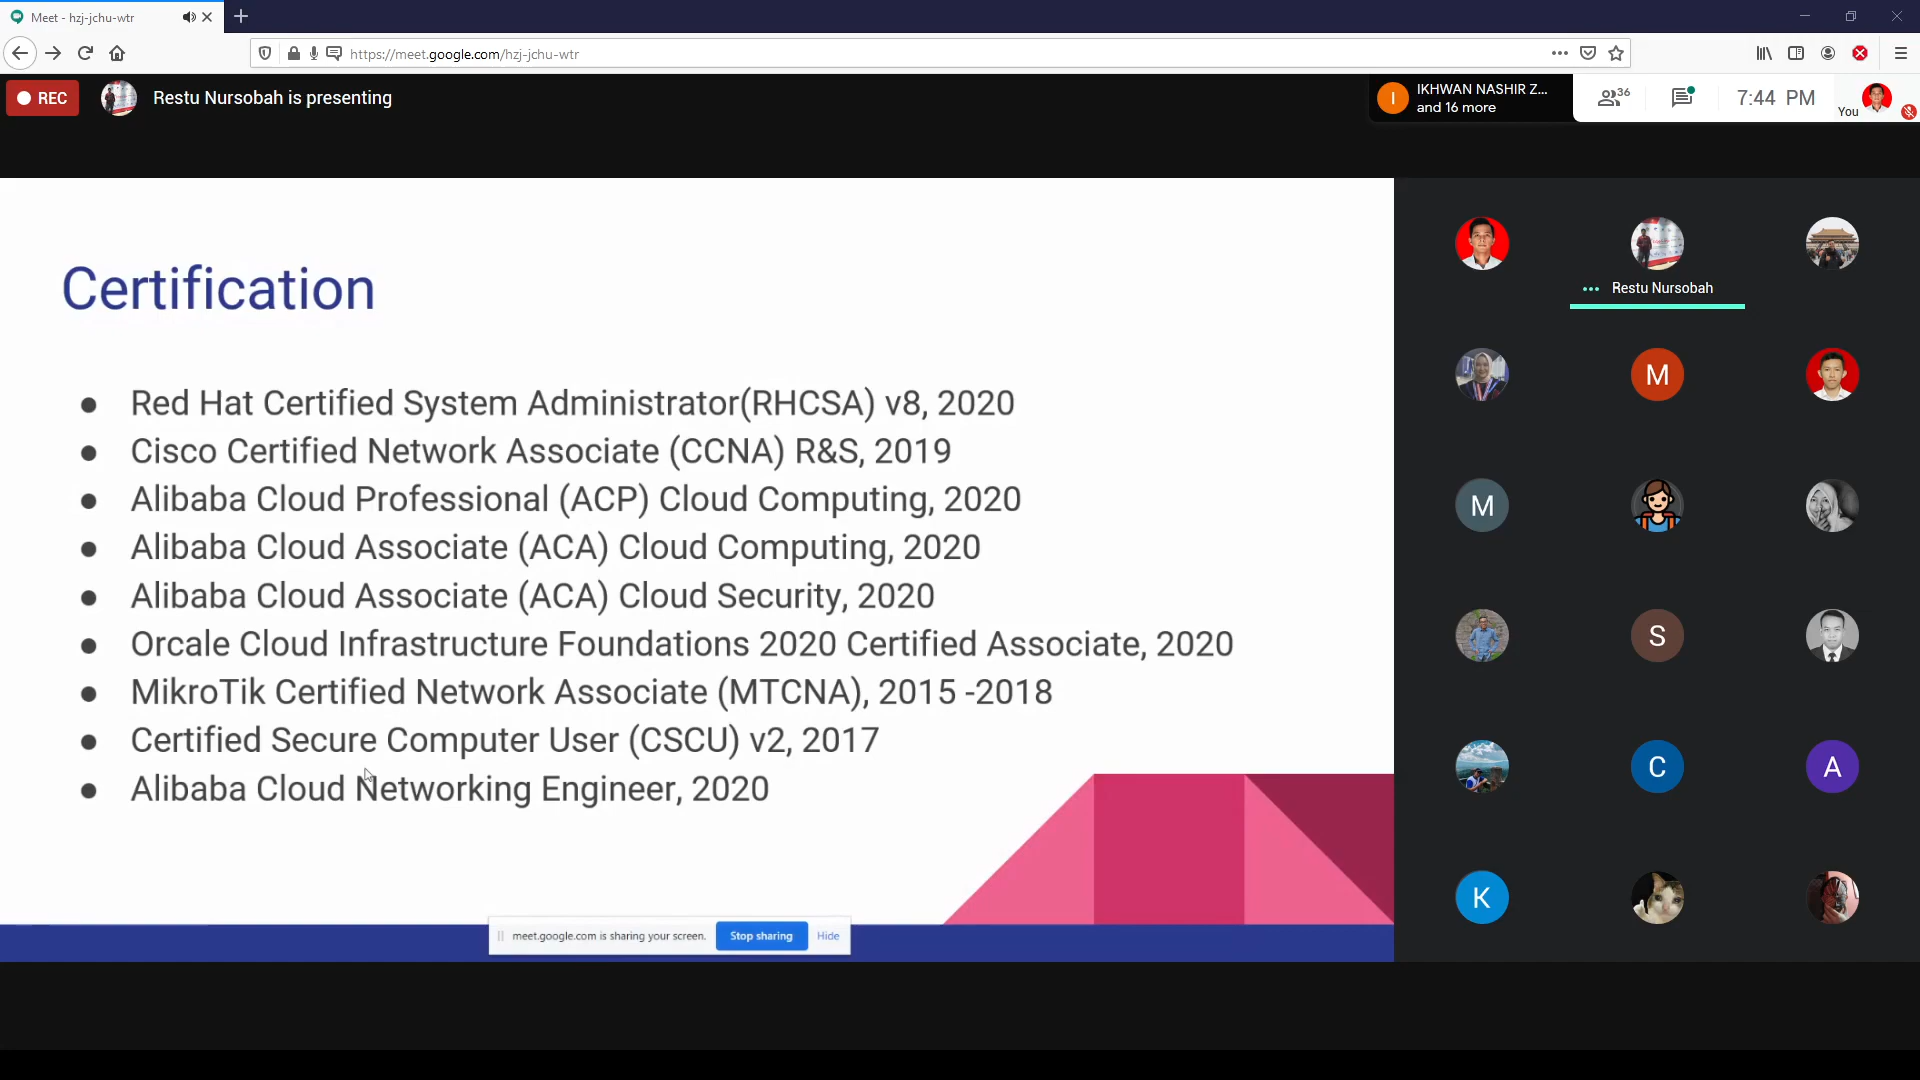 Meet - hzj-jchu-wtr
https://meet.google.com/hzj-jchu-wtr
REC
Restu Nursobah is presenting
I
IKHWAN NASHIR Z...
and 16 more
36
7:44 PM
You
Certification
Restu Nursobah
● Red Hat Certified System Administrator(RHCSA) v8, 2020
● Cisco Certified Network Associate (CCNA) R&S, 2019
● Alibaba Cloud Professional (ACP) Cloud Computing, 2020
● Alibaba Cloud Associate (ACA) Cloud Computing, 2020
● Alibaba Cloud Associate (ACA) Cloud Security, 2020
● Orcale Cloud Infrastructure Foundations 2020 Certified Associate, 2020
● MikroTik Certified Network Associate (MTCNA), 2015 -2018
● Certified Secure Computer User (CSCU) v2, 2017
● Alibaba Cloud Networking Engineer, 2020
M
M
S
C
A
K
meet.google.com is sharing your screen.
Stop sharing
Hide